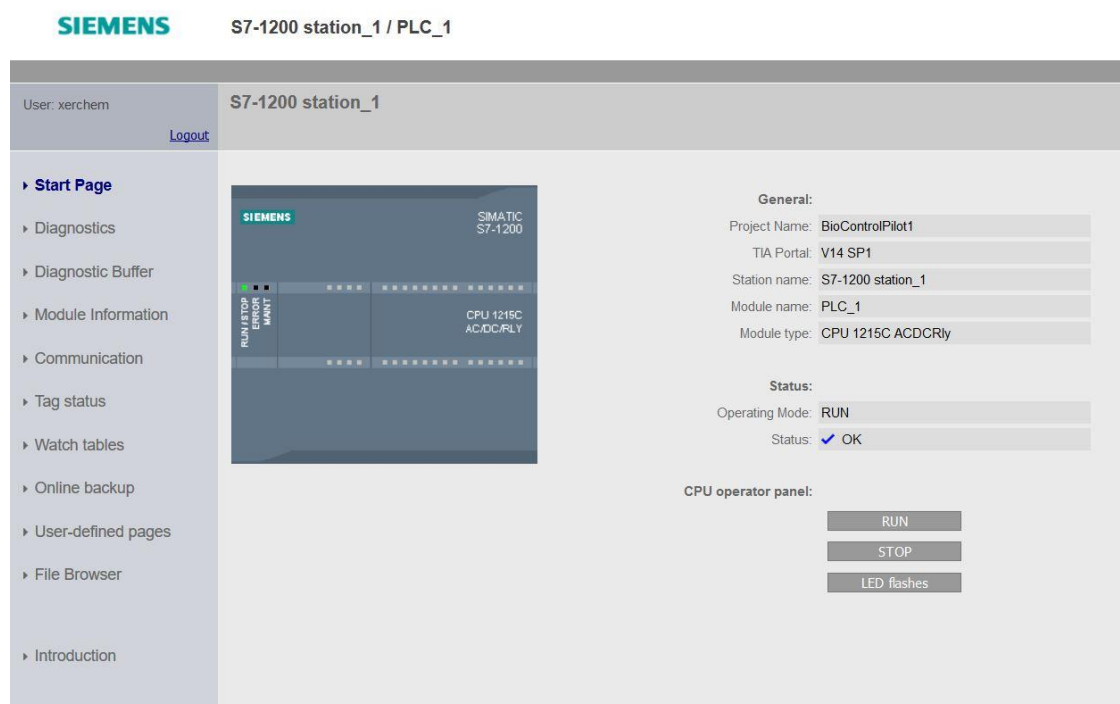 SIEMENS S7-1200 station_1 / PLC_1
User: xerchem
Logout
S7-1200 station_1
Start Page
Diagnostics
Diagnostic Buffer
Module Information
Communication
Tag status
Watch tables
Online backup
User-defined pages
File Browser
Introduction
SIEMENS
SIMATIC
S7-1200
RUN / STOP
ERROR
MAINT
CPU 1215C
AC/DC/RLY
General:
Project Name: BioControlPilot1
TIA Portal: V14 SP1
Station name: S7-1200 station_1
Module name: PLC_1
Module type: CPU 1215C ACDCRly
Status:
Operating Mode: RUN
Status: OK
CPU operator panel:
RUN
STOP
LED flashes